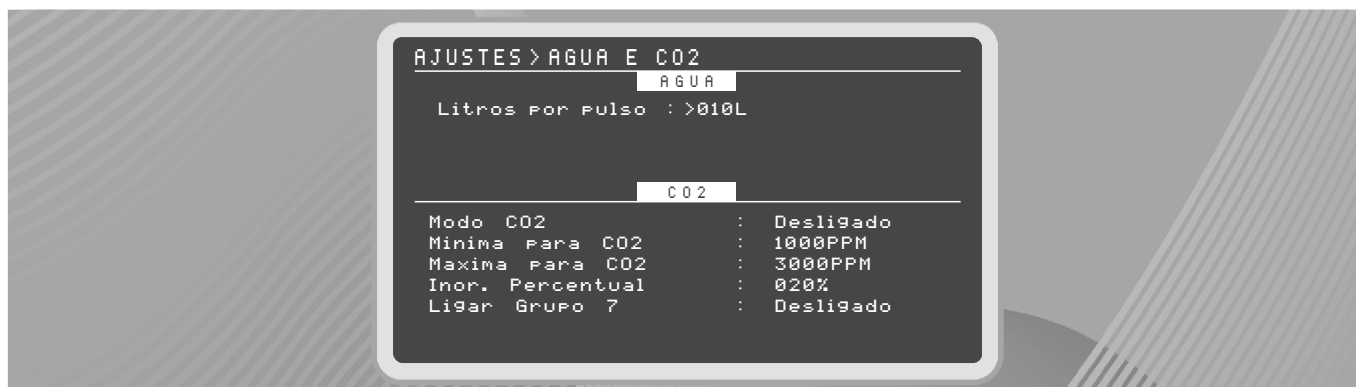 AJUSTES>AGUA E CO2
AGUA
Litros por pulso :>010L
CO2
Modo CO2 : Desligado
Minima para CO2 : 1000PPM
Maxima para CO2 : 3000PPM
Inor. Percentual : 020%
Ligar Grupo 7 : Desligado